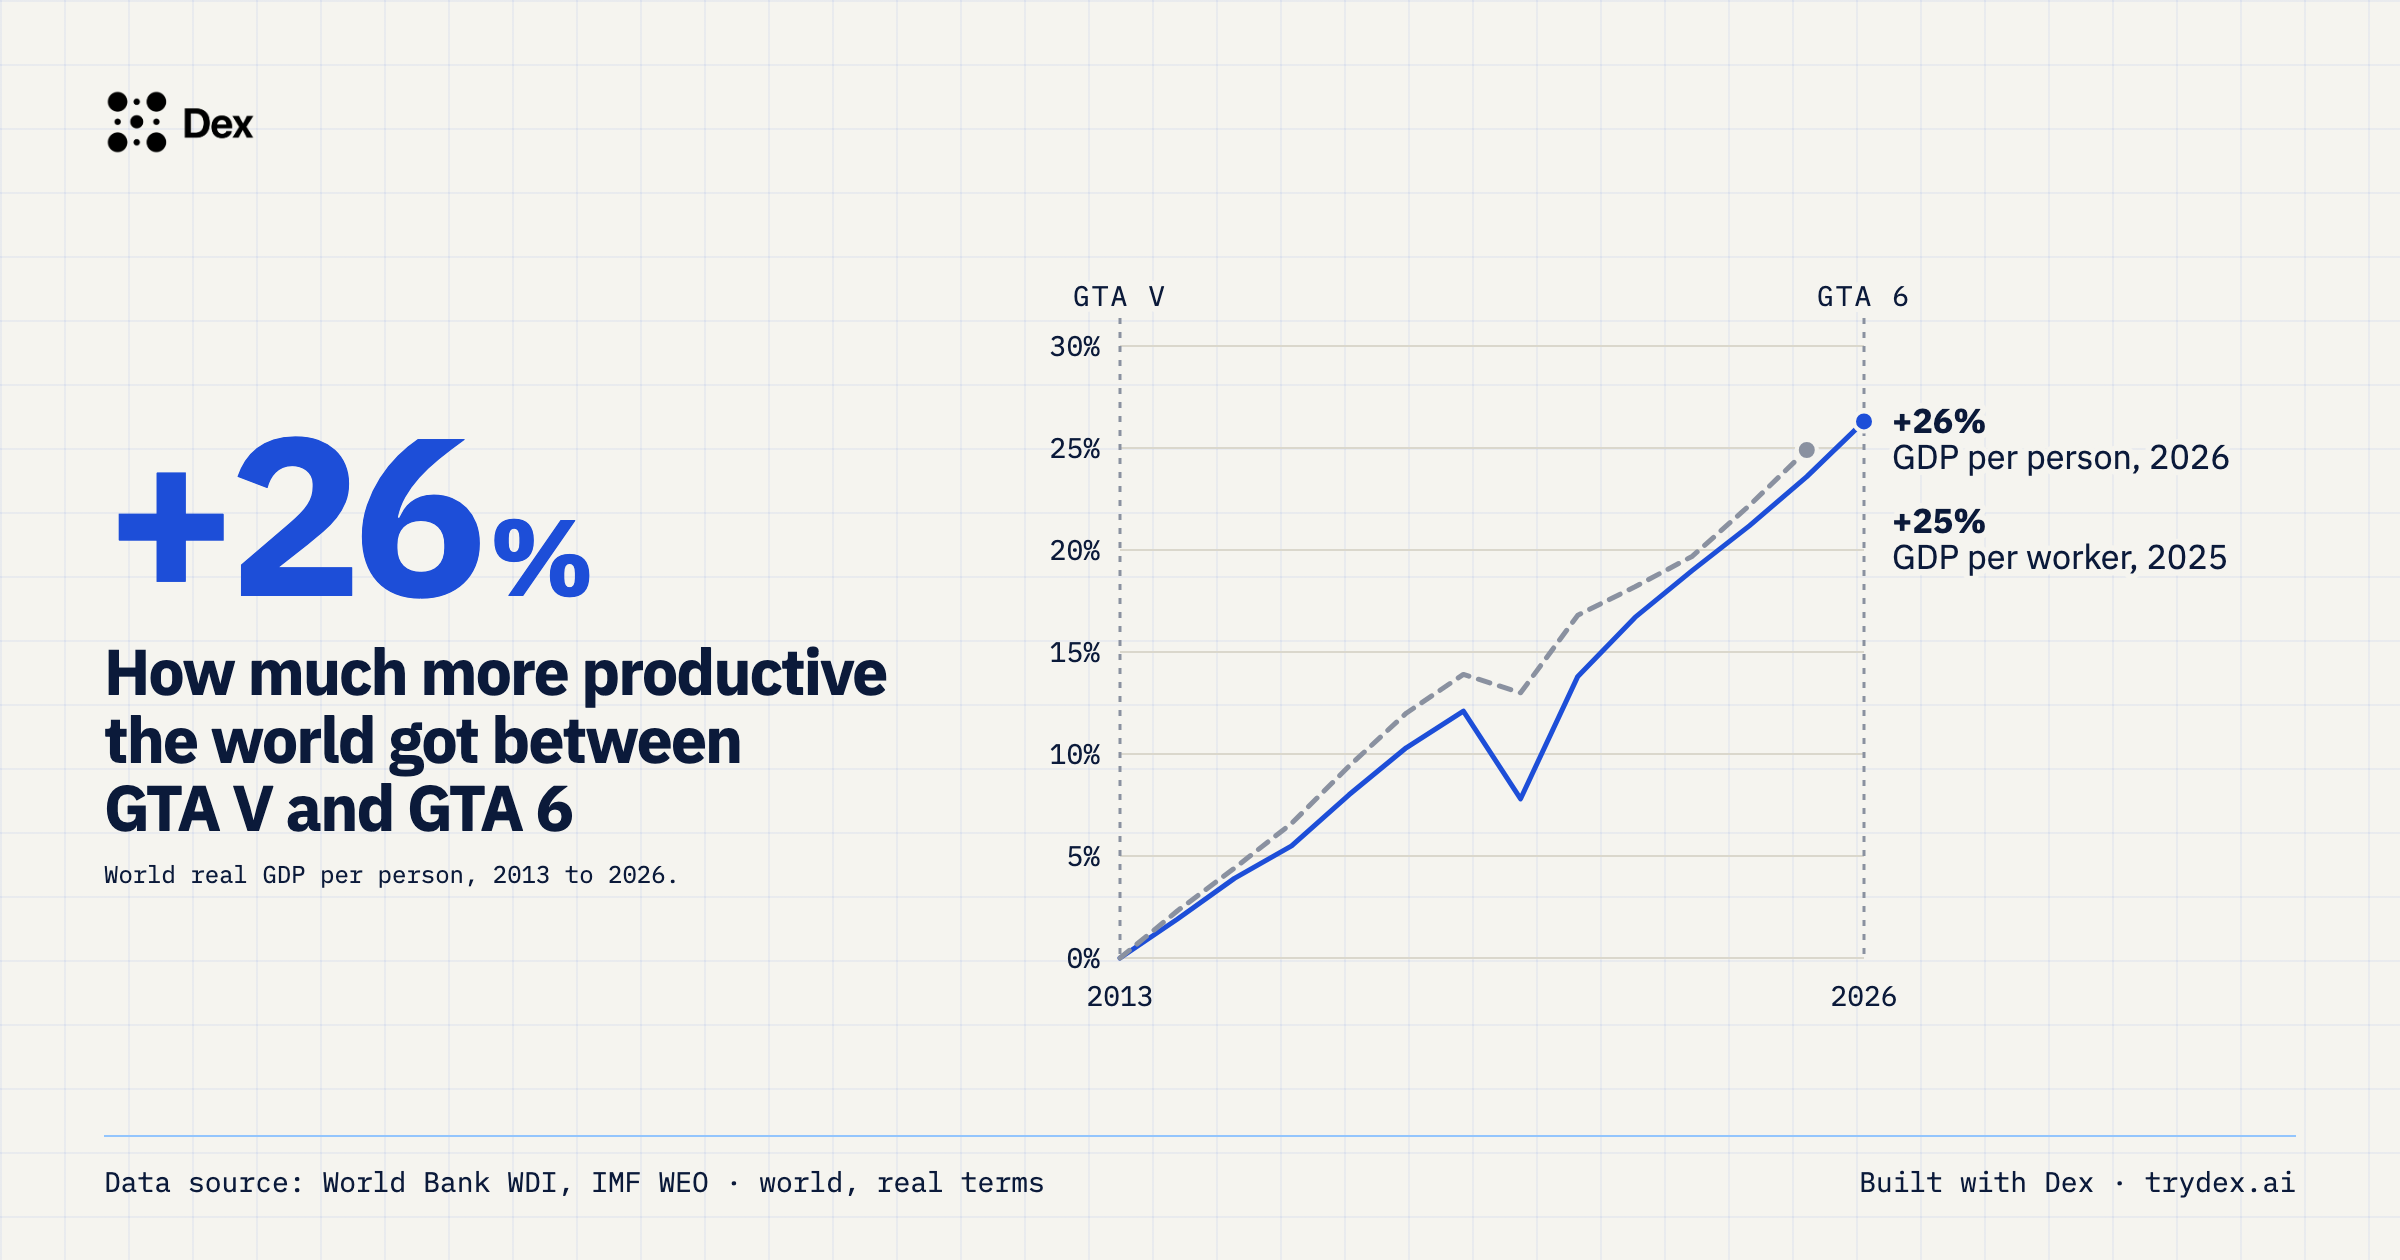 Dex
+26%
How much more productive
the world got between
GTA V and GTA 6
World real GDP per person, 2013 to 2026.
GTA V
GTA 6
30%
25%
20%
15%
10%
5%
0%
2013
2026
+26%
GDP per person, 2026
+25%
GDP per worker, 2025
Data source: World Bank WDI, IMF WEO · world, real terms
Built with Dex · trydex.ai